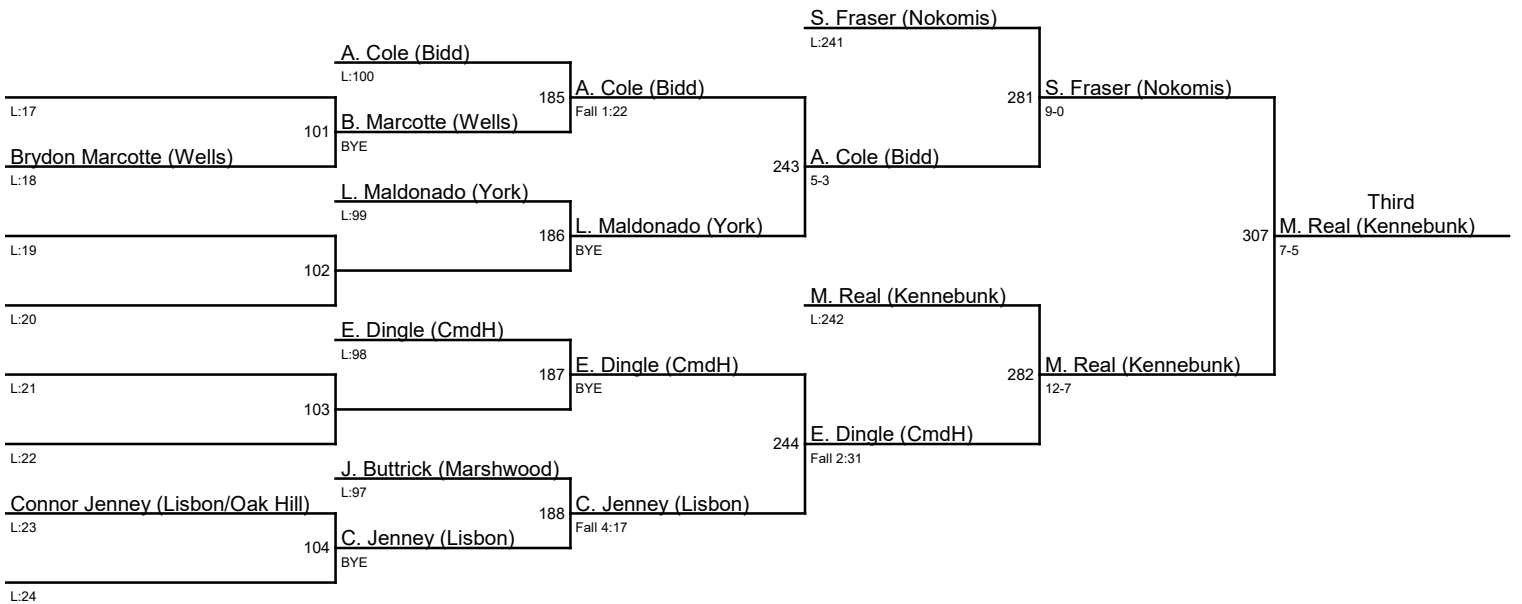 S. Fraser (Nokomis)
L:241
A. Cole (Bidd)
L:100
185 A. Cole (Bidd)
Fall 1:22
281 S. Fraser (Nokomis)
9-0
L:17
101 B. Marcotte (Wells)
BYE
Brydon Marcotte (Wells)
L:18
243 A. Cole (Bidd)
5-3
L. Maldonado (York)
L:99
Third
186 L. Maldonado (York)
BYE
307 M. Real (Kennebunk)
7-5
L:19
102
L:20
M. Real (Kennebunk)
L:242
E. Dingle (CmdH)
L:98
187 E. Dingle (CmdH)
BYE
282 M. Real (Kennebunk)
12-7
L:21
103
L:22
244 E. Dingle (CmdH)
Fall 2:31
J. Buttrick (Marshwood)
L:97
Connor Jenney (Lisbon/Oak Hill)
L:23
188 C. Jenney (Lisbon)
Fall 4:17
104 C. Jenney (Lisbon)
BYE
L:24